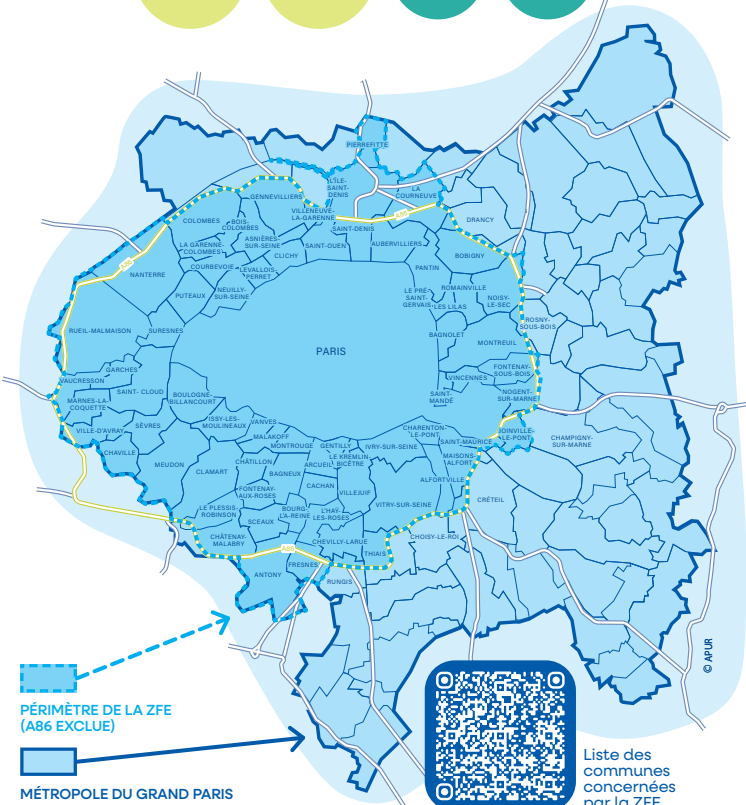 PIERREFITTE
L'ÎLE-
SAINT-
DENIS
LA
COURNEUVE
GENNEVILLIERS
VILLENEUVE-
LA-GARENNE
A86
DRANCY
COLOMBES
BOIS-
COLOMBES
SAINT-DENIS
ASNIÈRES-
SUR-SEINE
SAINT-OUEN
AUBERVILLIERS
LA GARENNE-
COLOMBES
CLICHY
BOBIGNY
A86
NANTERRE
COURBEVOIE
LEVALLOIS-
PERRET
PANTIN
PUTEAUX
NEUILLY-
SUR-SEINE
LE PRÉ-
SAINT-
GERVAIS
ROMAINVILLE
LES LILAS
NOISY-
LE-SEC
ROSNY-
SOUS-BOIS
RUEIL-MALMAISON
SURESNES
BAGNOLET
MONTREUIL
PARIS
GARCHES
VAUCRESSON
FONTENAY-
SOUS-BOIS
VINCENNES
SAINT- CLOUD
BOULOGNE-
BILLANCOURT
SAINT-
MANDÉ
NOGENT-
SUR-MARNE
MARNES-LA-
COQUETTE
VILLE-D'AVRAY
SÈVRES
ISSY-LES-
MOULINEAUX
VANVES
MALAKOFF
MONTROUGE
GENTILLY
IVRY-SUR-SEINE
CHARENTON-
LE-PONT
SAINT-MAURICE
JOINVILLE-
LE-PONT
CHAMPIGNY-
SUR-MARNE
CHAVILLE
MEUDON
CLAMART
CHÂTILLON
BAGNEUX
ARCUEIL
LE KREMLIN-
BICÊTRE
MAISONS-
ALFORT
ALFORTVILLE
CACHAN
VILLEJUIF
FONTENAY-
AUX-ROSES
CRÉTEIL
LE PLESSIS-
ROBINSON
SCEAUX
BOURG-
LA-REINE
L'HAŸ-
LES-ROSES
VITRY-SUR-SEINE
CHÂTENAY-
MALABRY
CHEVILLY-LARUE
CHOISY-LE-ROI
A86
THIAIS
FRESNES
ANTONY
RUNGIS
© APUR
PÉRIMÈTRE DE LA ZFE
(A86 EXCLUE)
MÉTROPOLE DU GRAND PARIS
Liste des
communes
concernées
par la ZFE